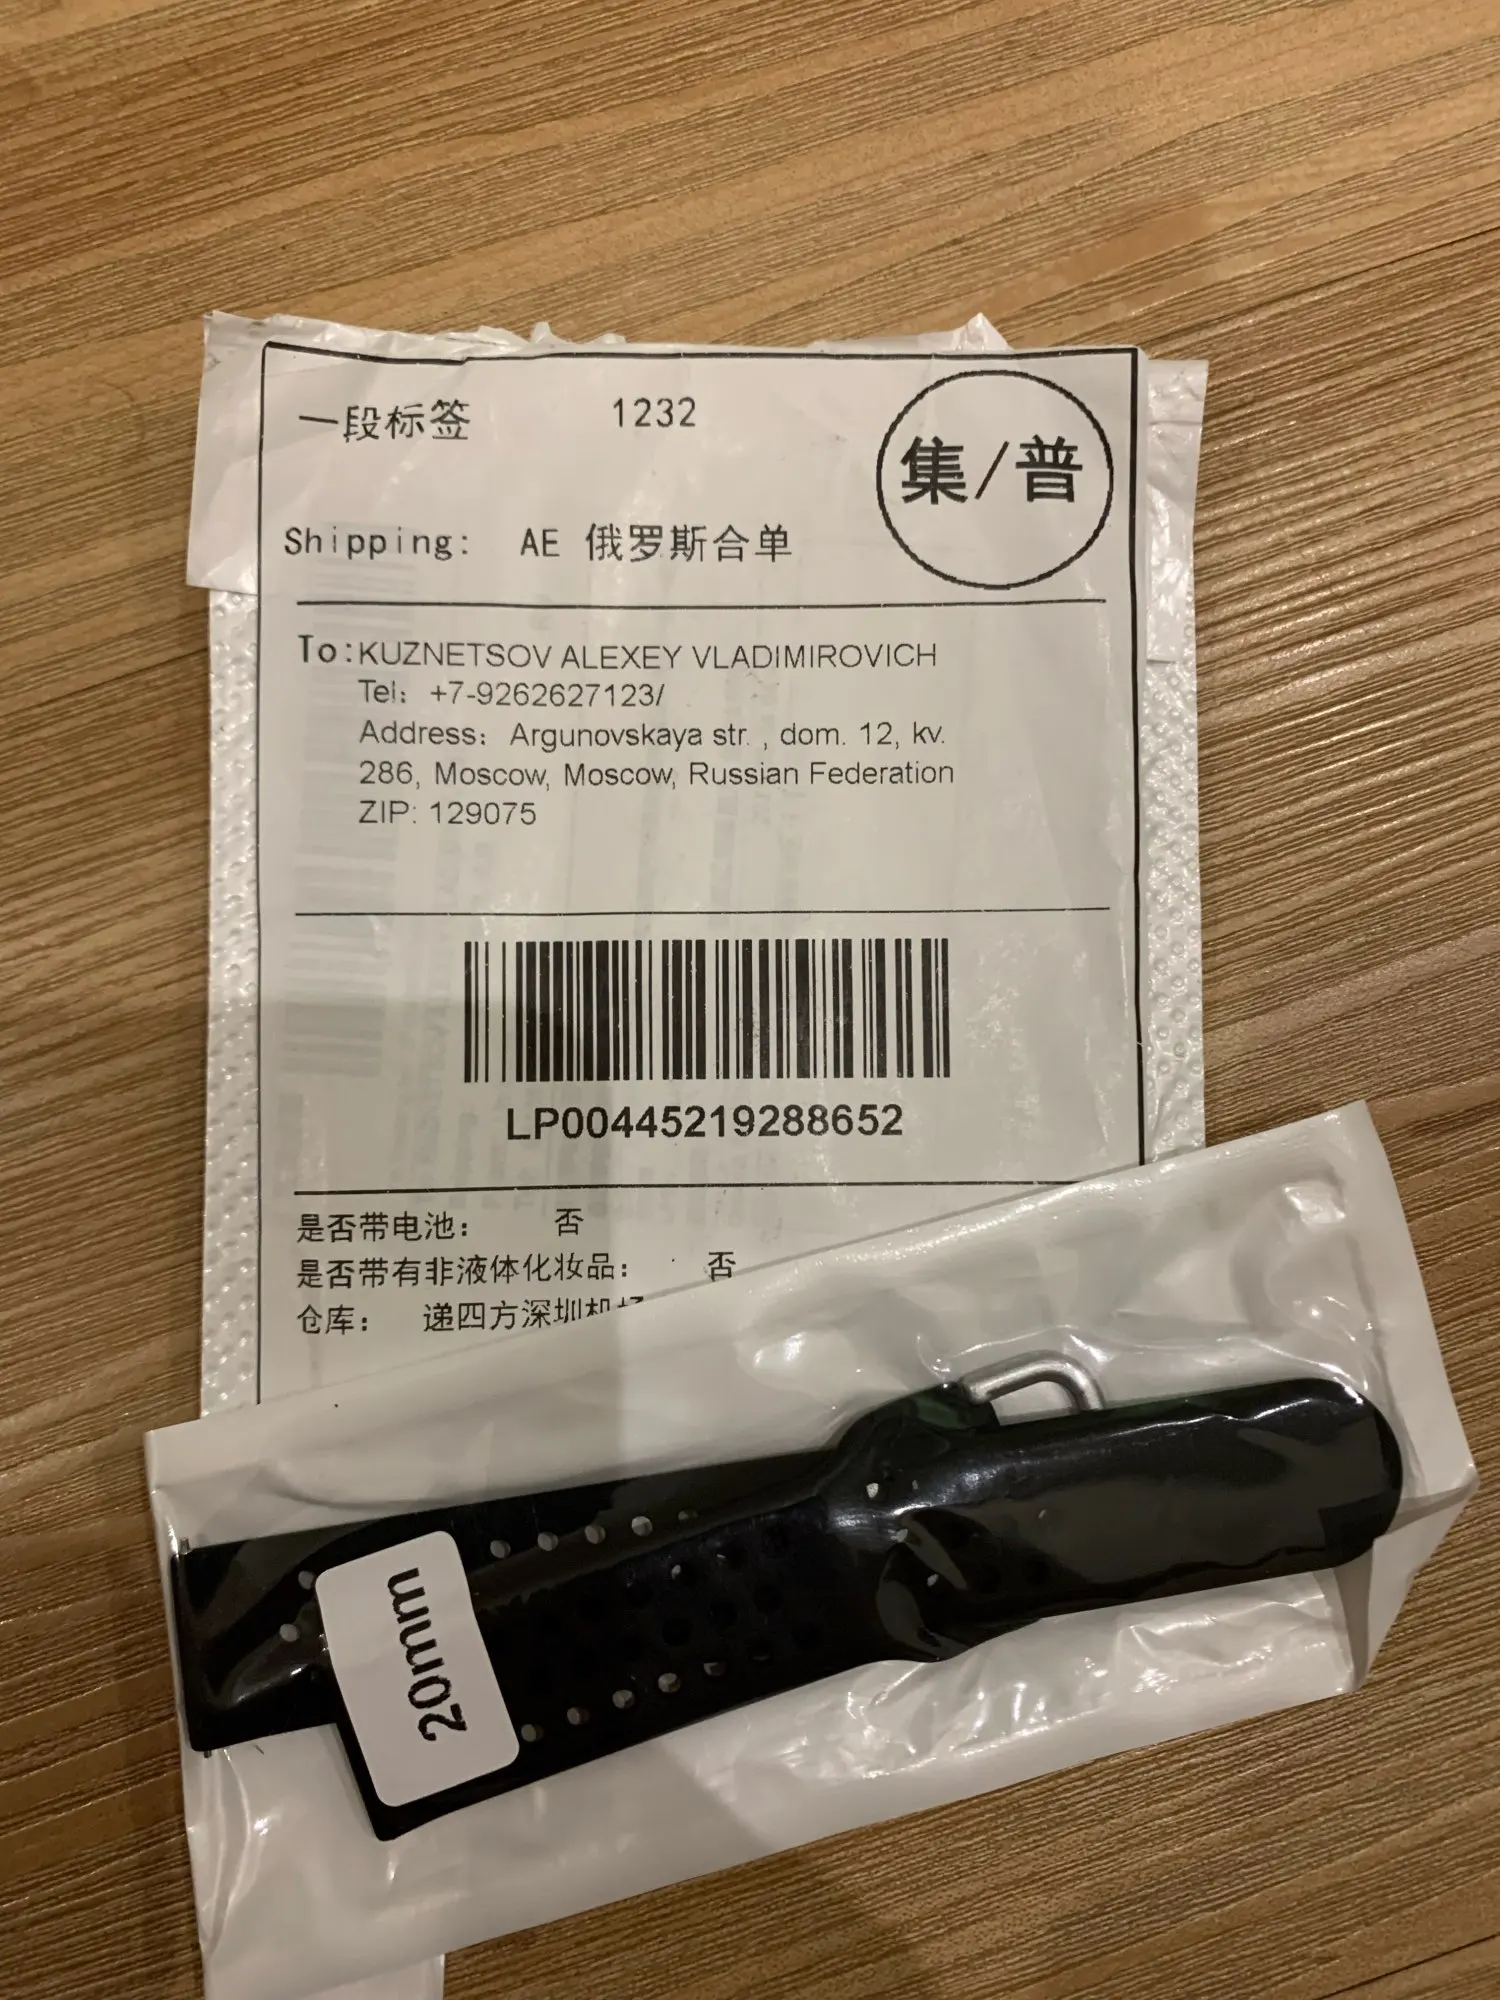 一段标签 1232
集/普
Shipping: AE 俄罗斯合单
To:KUZNETSOV ALEXEY VLADIMIROVICH
Tel: +7-9262627123/
Address: Argunovskaya str. , dom. 12, kv.
286, Moscow, Moscow, Russian Federation
ZIP: 129075
LP00445219288652
是否带电池: 否
是否带有非液体化妆品: 否
仓库: 递四方深圳机场
20mm